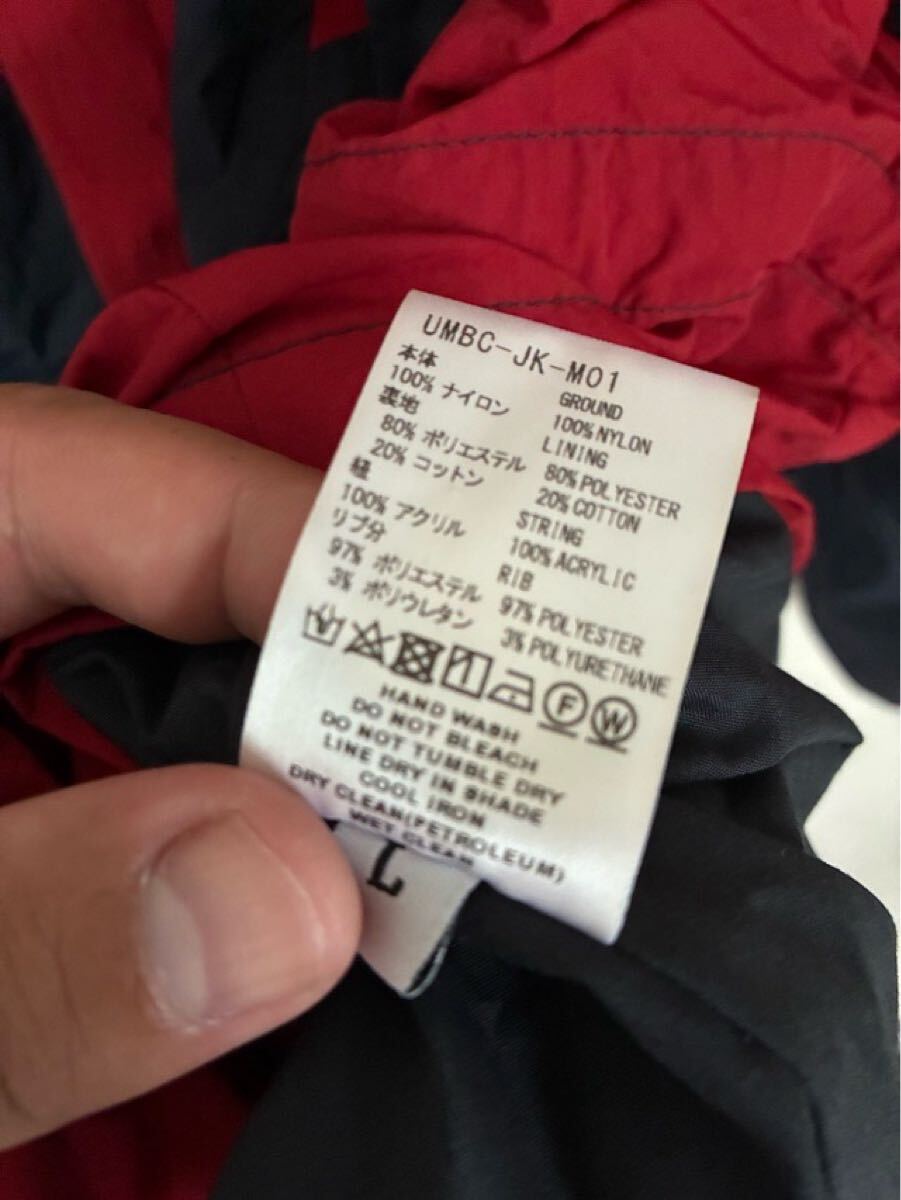 UMBC-JK-M01
本体 GROUND
100% ナイロン 100% NYLON
裏地 LINING
80% ポリエステル 80% POLYESTER
20% コットン 20% COTTON
紐 STRING
100% アクリル 100% ACRYLIC
リブ分 RIB
97% ポリエステル 97% POLYESTER
3% ポリウレタン 3% POLYURETHANE
F W
HAND WASH
DO NOT BLEACH
DO NOT TUMBLE DRY
LINE DRY IN SHADE
COOL IRON
DRY CLEAN(PETROLEUM)
WET CLEAN
L